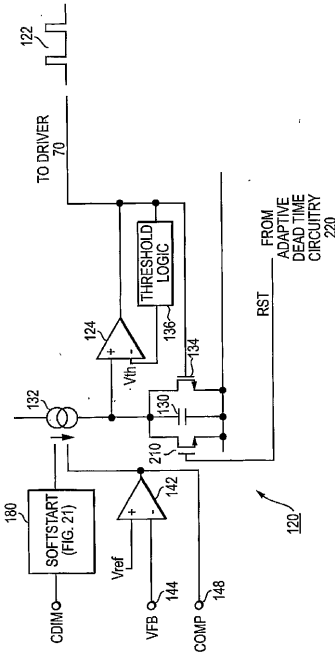 122
TO DRIVER
70
THRESHOLD
LOGIC
136
124
Vth
+
-
132
134
130
210
RST
FROM
ADAPTIVE
DEAD TIME
CIRCUITRY
220
180
SOFTSTART
(FIG. 21)
CDIM
142
+
-
Vref
VFB
144
COMP
148
120